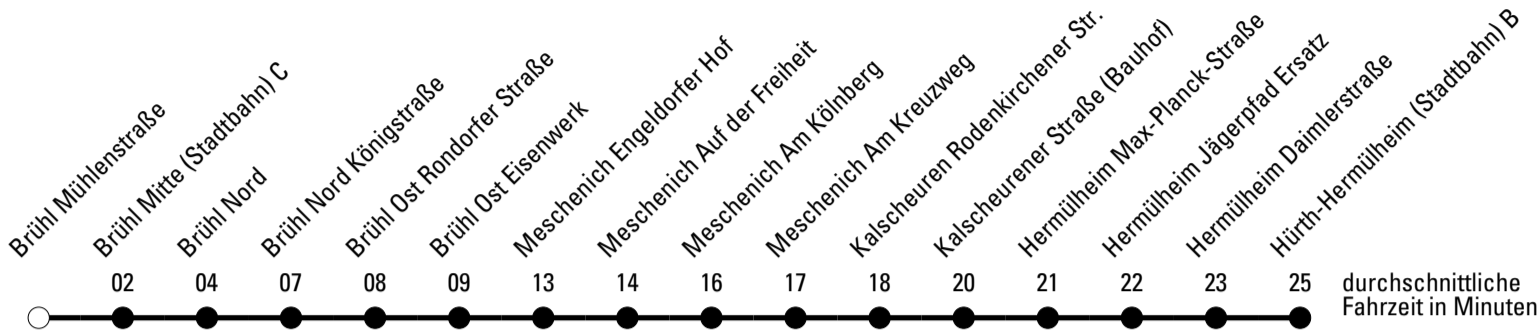 Brühl Mühlenstraße
Brühl Mitte (Stadtbahn) C
Brühl Nord
Brühl Nord Königstraße
Brühl Ost Rondorfer Straße
Brühl Ost Eisenwerk
Meschenich Engeldorfer Hof
Meschenich Auf der Freiheit
Meschenich Am Kölnberg
Meschenich Am Kreuzweg
Kalscheuren Rodenkirchener Str.
Kalscheurener Straße (Bauhof)
Hermülheim Max-Planck-Straße
Hermülheim Jägerpfad Ersatz
Hermülheim Daimlerstraße
Hürth-Hermülheim (Stadtbahn) B
02 04 07 08 09 13 14 16 17 18 20 21 22 23 25
durchschnittliche
Fahrzeit in Minuten